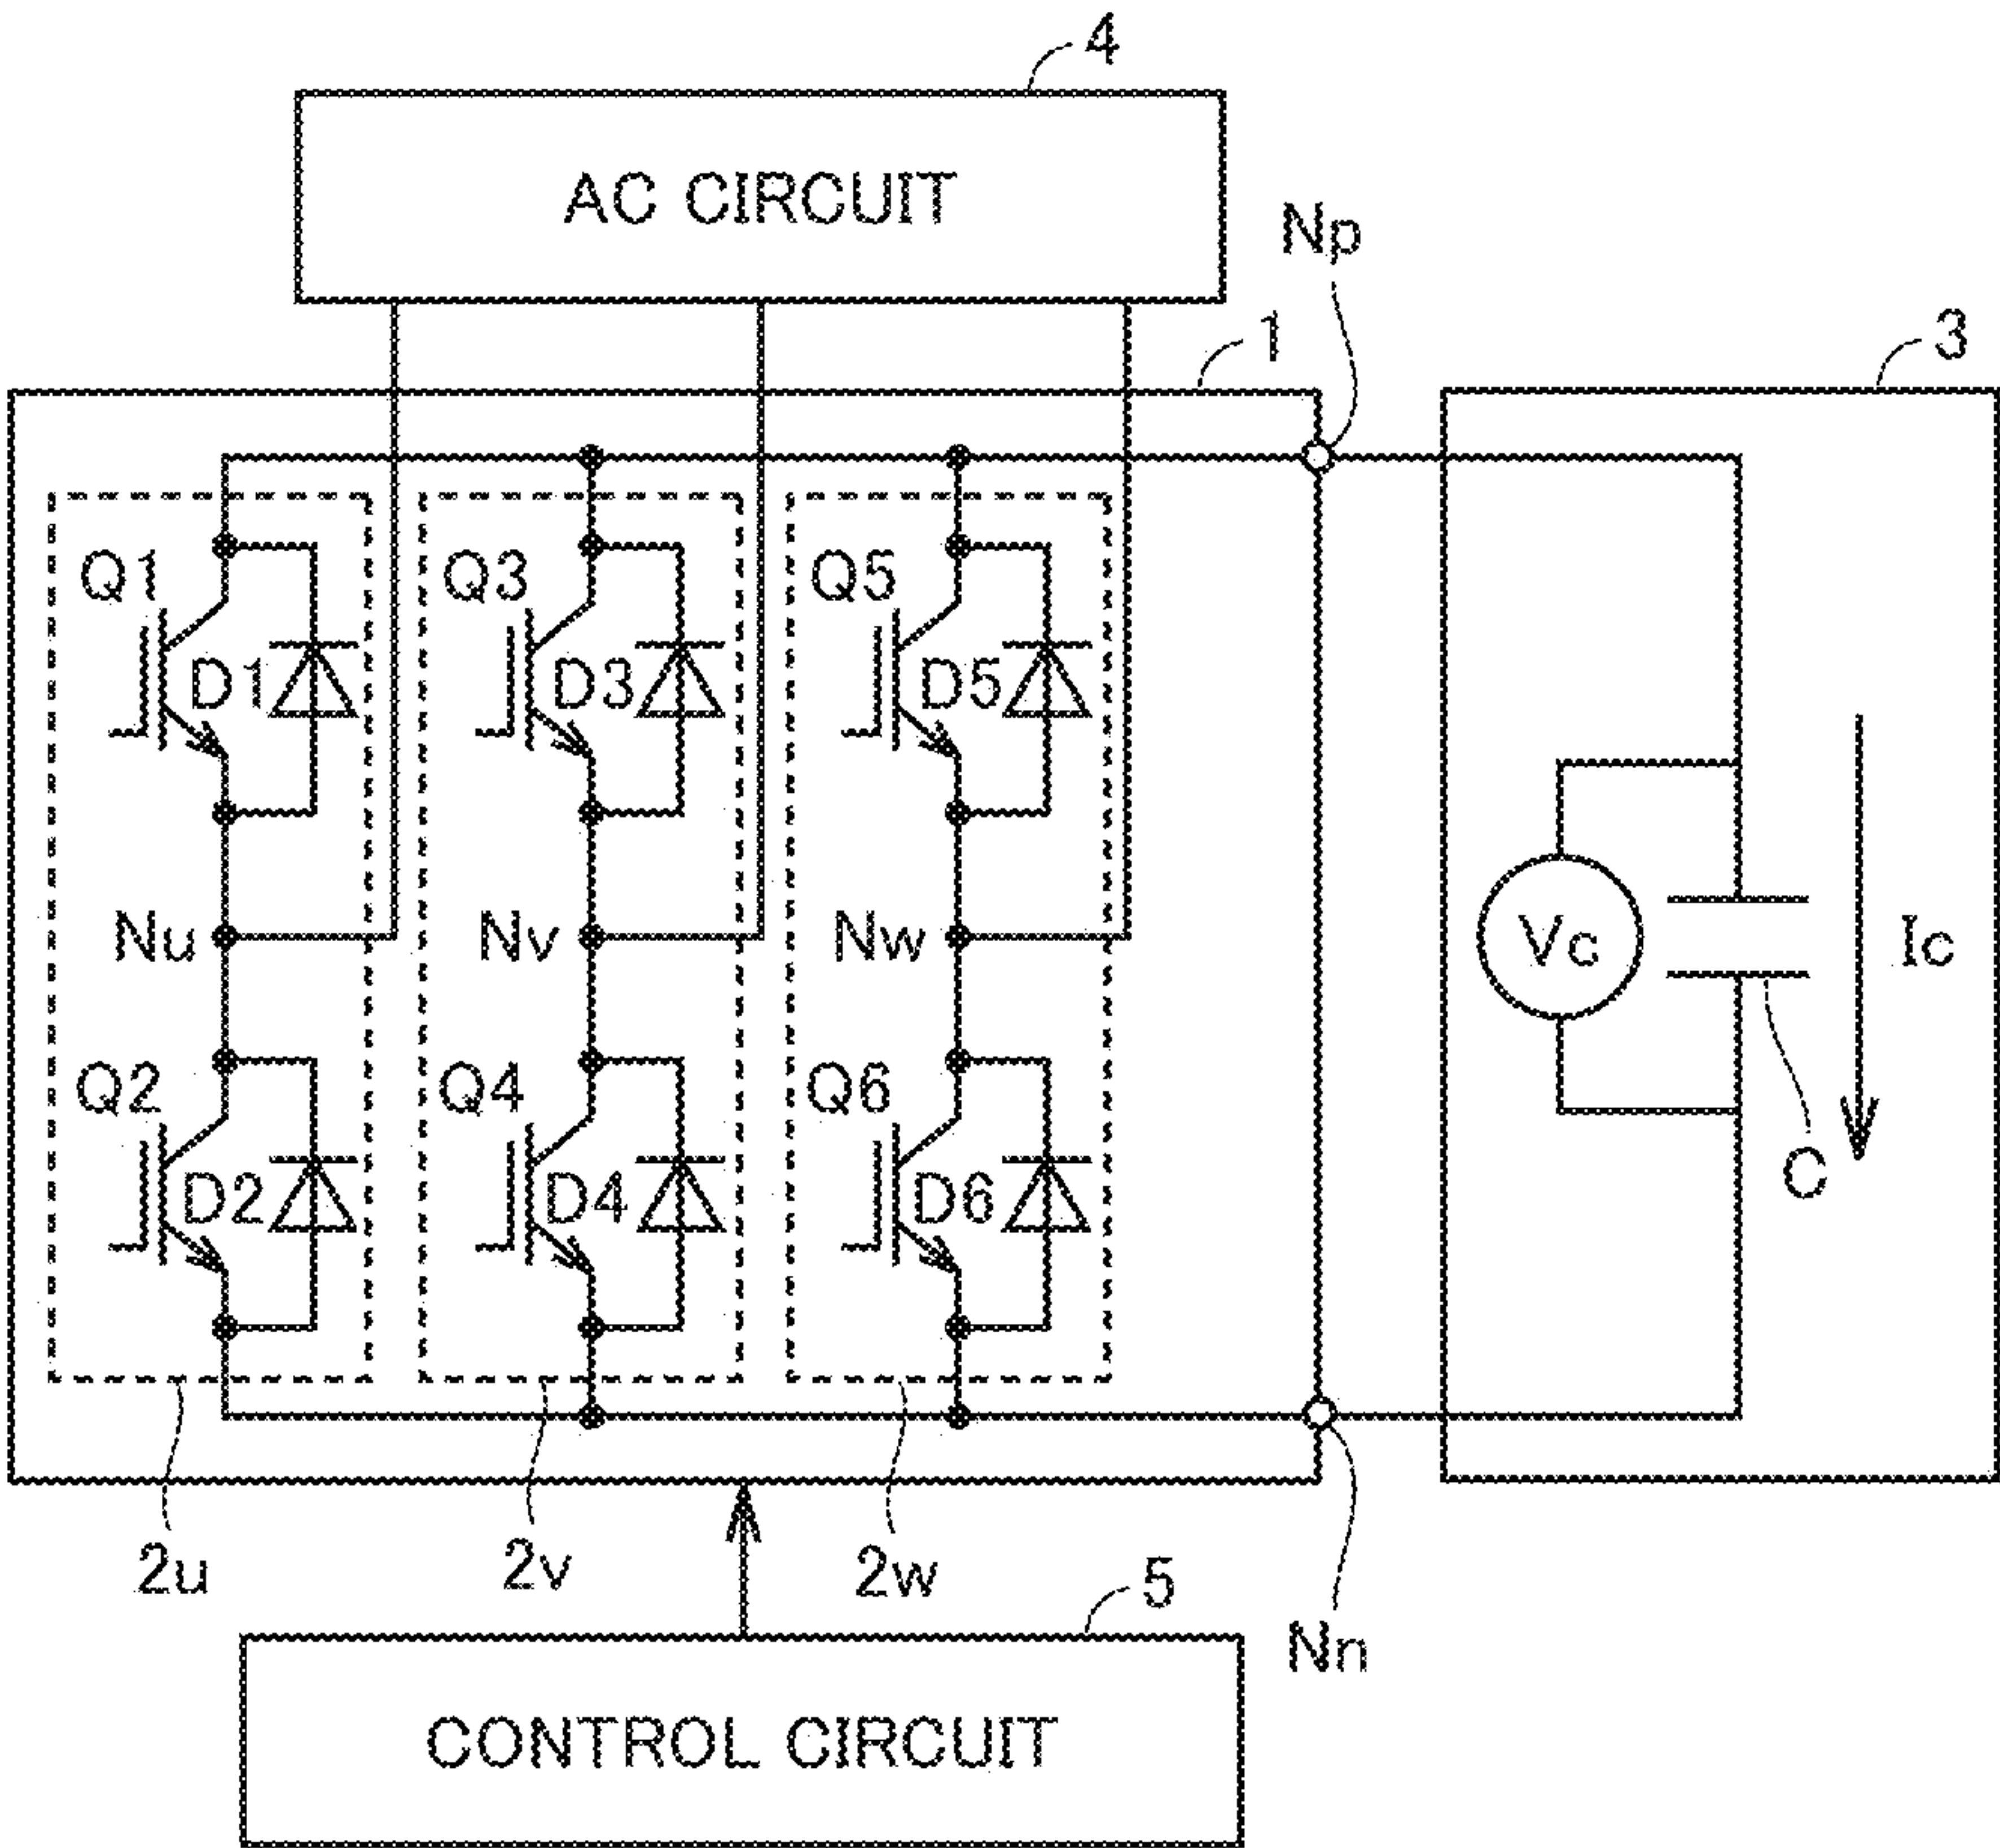 4
AC CIRCUIT
Np
1
3
Q1
Q3
Q5
D1
D3
D5
Nu
Nv
Nw
Vc
Ic
Q2
Q4
Q6
D2
D4
D6
C
2u
2v
2w
5
Nn
CONTROL CIRCUIT